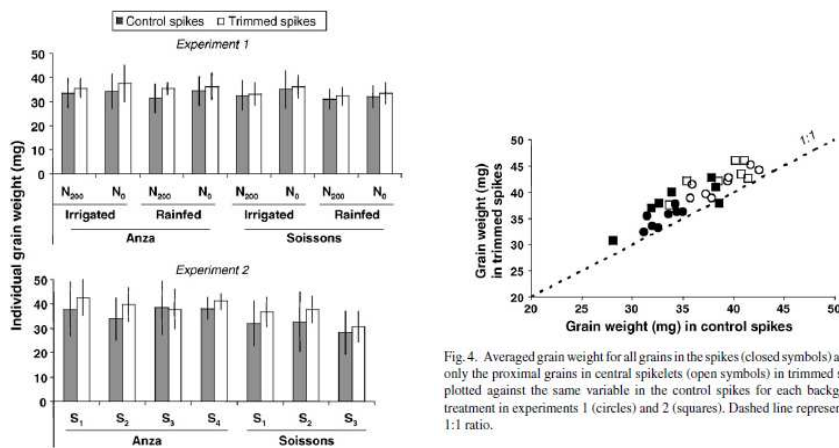 Control spikes Trimmed spikes
Experiment 1
Individual grain weight (mg)
50
40
30
20
10
0
N200 N0 N200 N0 N200 N0 N200 N0
Irrigated Rainfed Irrigated Rainfed
Anza Soissons
Experiment 2
50
40
30
20
10
0
S1 S2 S3 S4 S1 S2 S3
Anza Soissons
Grain weight (mg)
in trimmed spikes
50
45
40
35
30
25
20
1:1
20 25 30 35 40 45 50
Grain weight (mg) in control spikes
Fig. 4. Averaged grain weight for all grains in the spikes (closed symbols) a
only the proximal grains in central spikelets (open symbols) in trimmed s
plotted against the same variable in the control spikes for each backg
treatment in experiments 1 (circles) and 2 (squares). Dashed line represe
1:1 ratio.